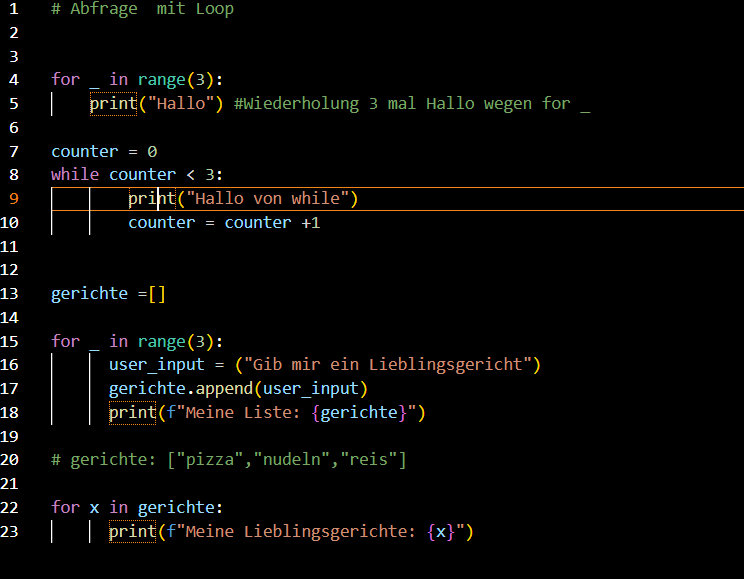 1 # Abfrage  mit Loop
2
3
4 for _ in range(3):
5     print("Hallo") #Wiederholung 3 mal Hallo wegen for _
6
7 counter = 0
8 while counter < 3:
9         print("Hallo von while")
10         counter = counter +1
11
12
13 gerichte =[]
14
15 for _ in range(3):
16       user_input = ("Gib mir ein Lieblingsgericht")
17       gerichte.append(user_input)
18       print(f"Meine Liste: {gerichte}")
19
20 # gerichte: ["pizza","nudeln","reis"]
21
22 for x in gerichte:
23       print(f"Meine Lieblingsgerichte: {x}")